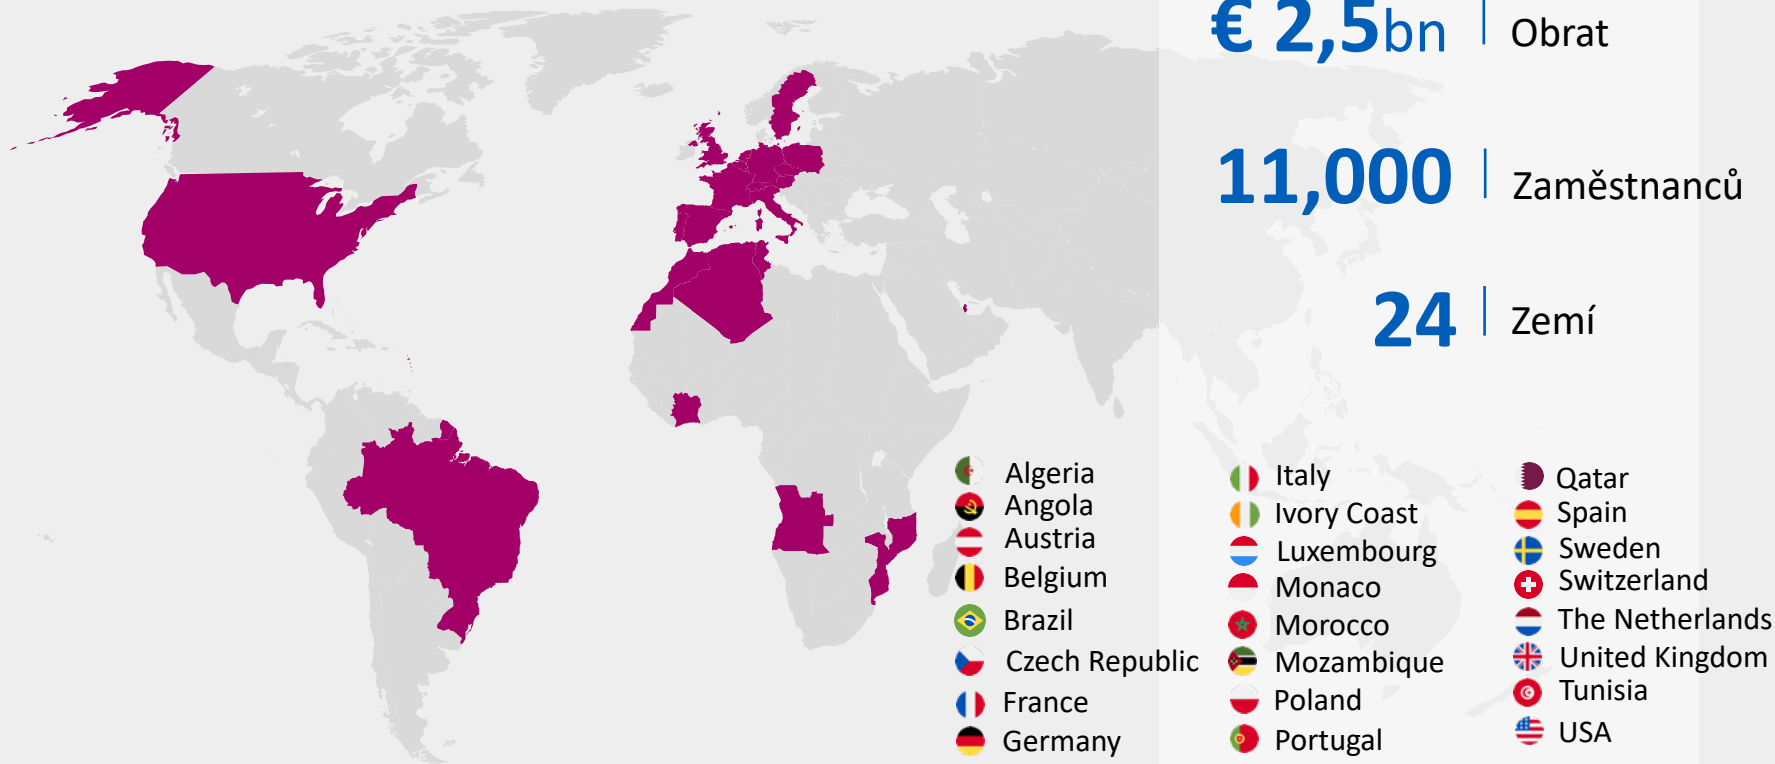 € 2,5bn Obrat
11,000 Zaměstnanců
24 Zemí
Algeria
Angola
Austria
Belgium
Brazil
Czech Republic
France
Germany
Italy
Ivory Coast
Luxembourg
Monaco
Morocco
Mozambique
Poland
Portugal
Qatar
Spain
Sweden
Switzerland
The Netherlands
United Kingdom
Tunisia
USA